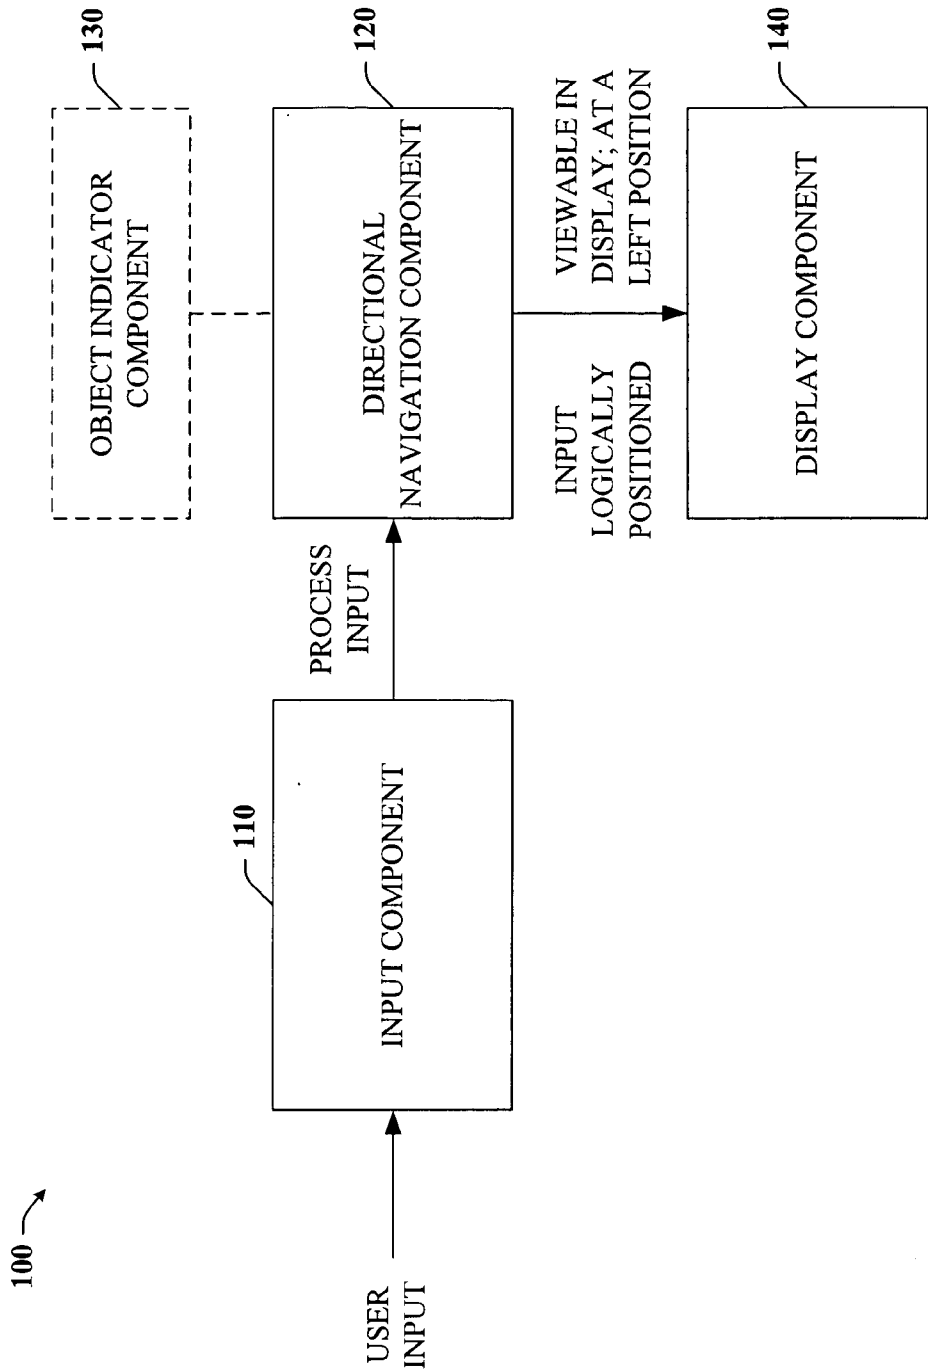 100
USER
INPUT
110
INPUT COMPONENT
PROCESS
INPUT
130
OBJECT INDICATOR
COMPONENT
120
DIRECTIONAL
NAVIGATION COMPONENT
INPUT
LOGICALLY
POSITIONED
VIEWABLE IN
DISPLAY; AT A
LEFT POSITION
140
DISPLAY COMPONENT